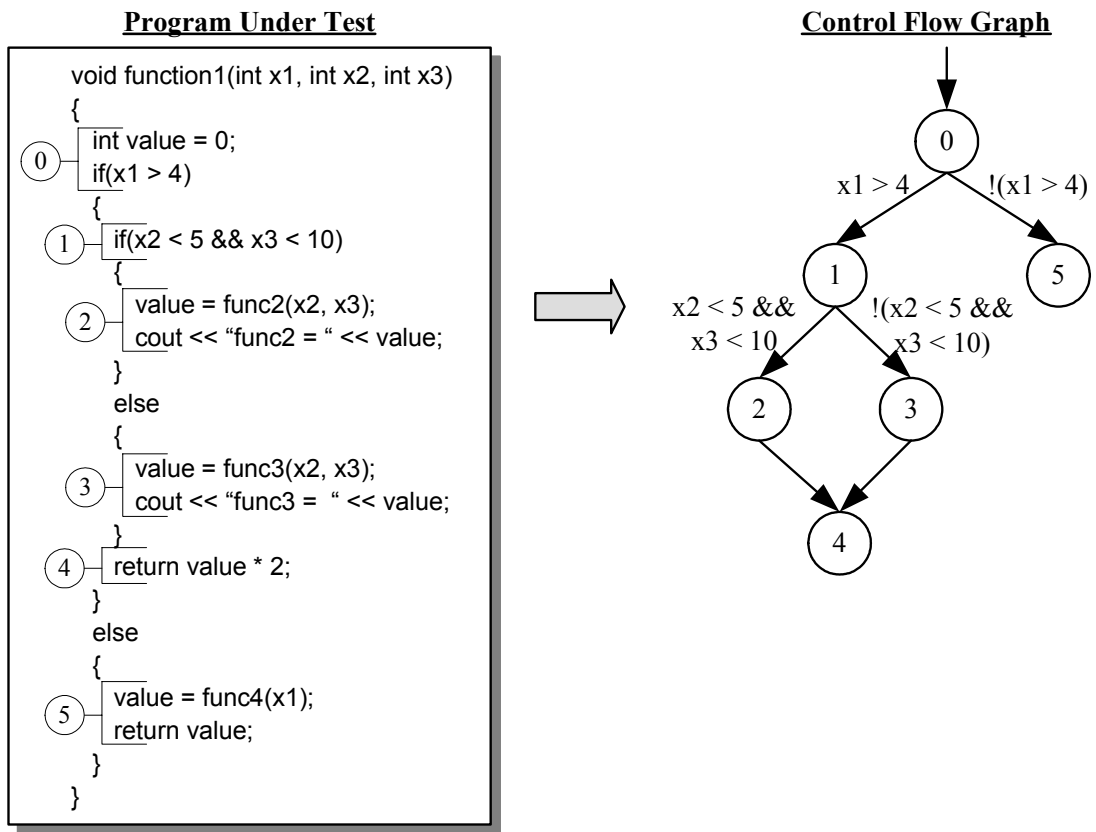 Program Under Test
void function1(int x1, int x2, int x3)
{
0
int value = 0;
if(x1 > 4)
{
1
if(x2 < 5 && x3 < 10)
{
2
value = func2(x2, x3);
cout << “func2 = “ << value;
}
else
{
3
value = func3(x2, x3);
cout << “func3 =  “ << value;
}
4
return value * 2;
}
else
{
5
value = func4(x1);
return value;
}
}
Control Flow Graph
0
x1 > 4
!(x1 > 4)
1
5
x2 < 5 &&
x3 < 10
!(x2 < 5 &&
x3 < 10)
2
3
4